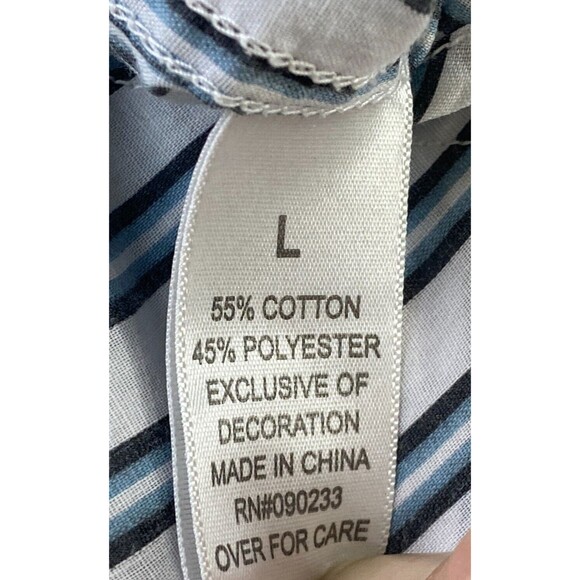 L
55% COTTON
45% POLYESTER
EXCLUSIVE OF
DECORATION
MADE IN CHINA
RN#090233
OVER FOR CARE